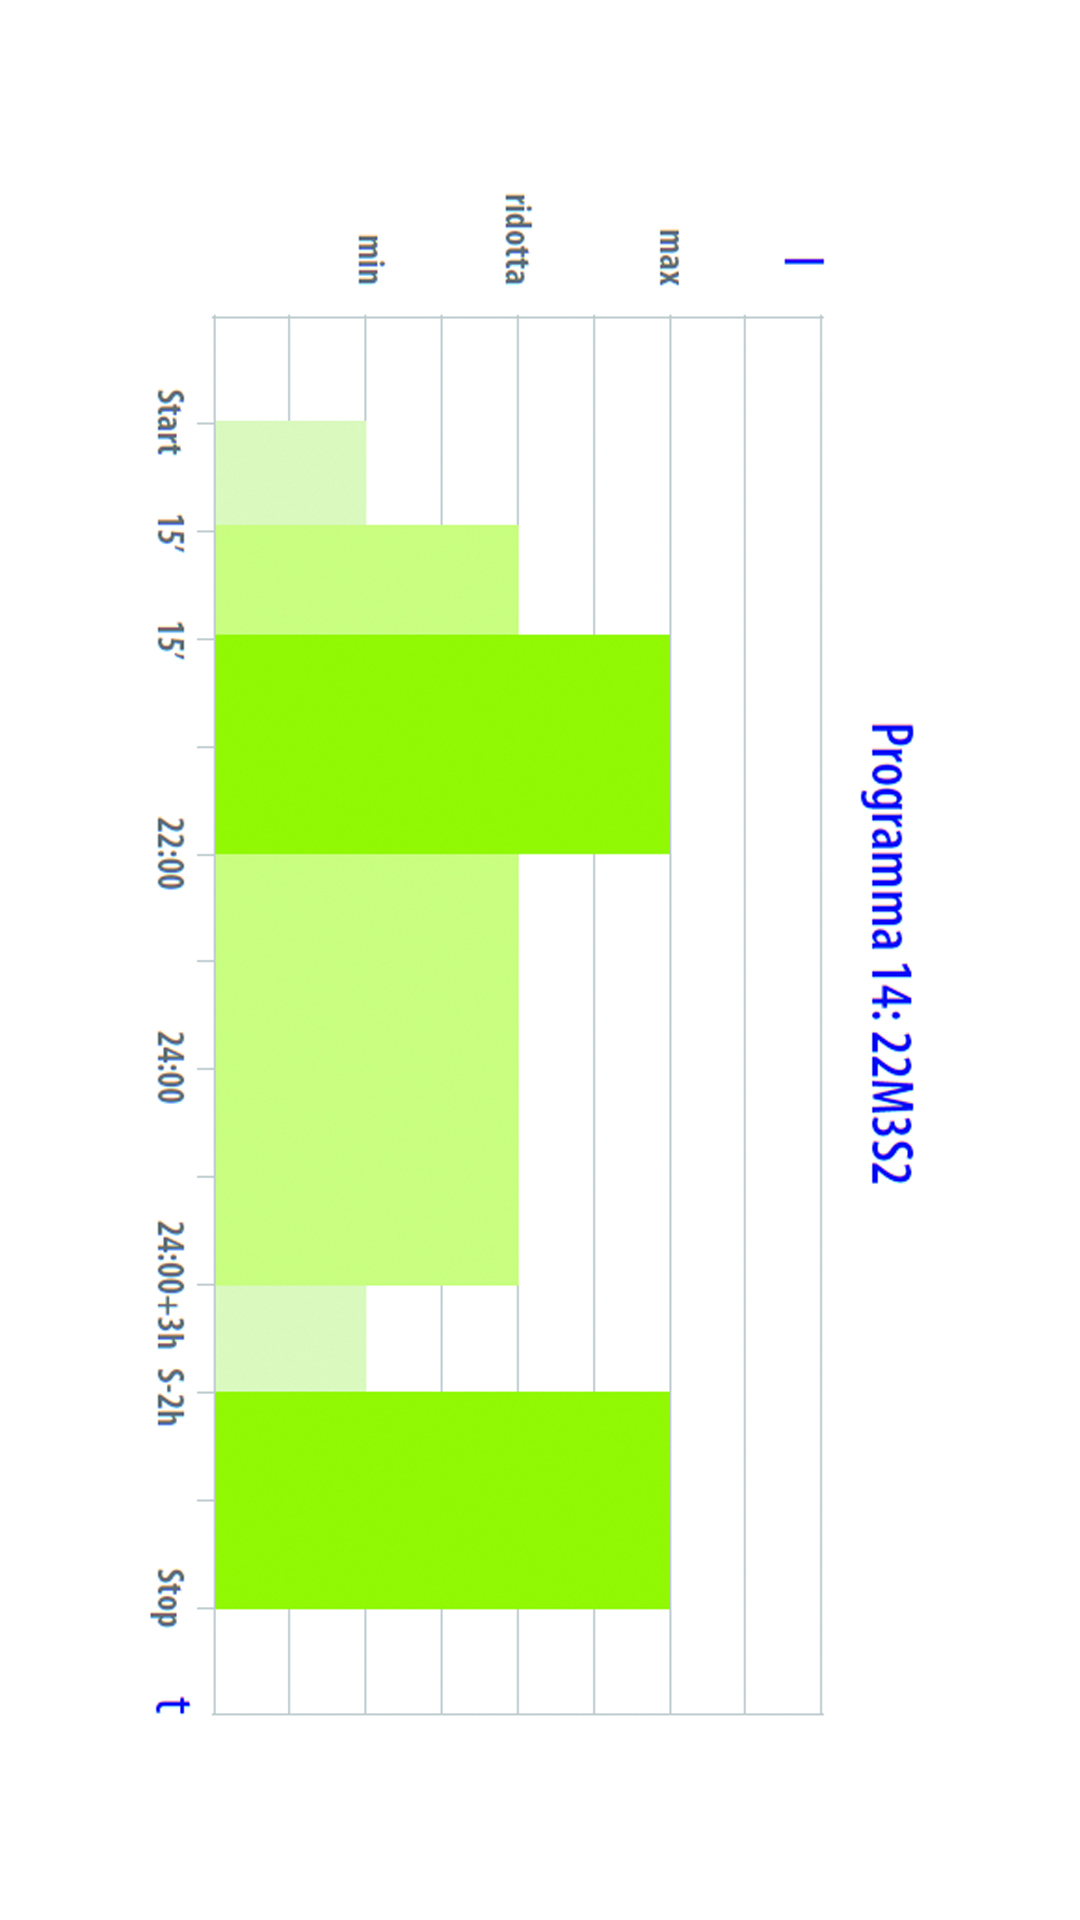 Programma 14: 22M3S2
I
max
ridotta
min
Start 15’ 15’ 22:00 24:00 24:00+3h S-2h Stop t